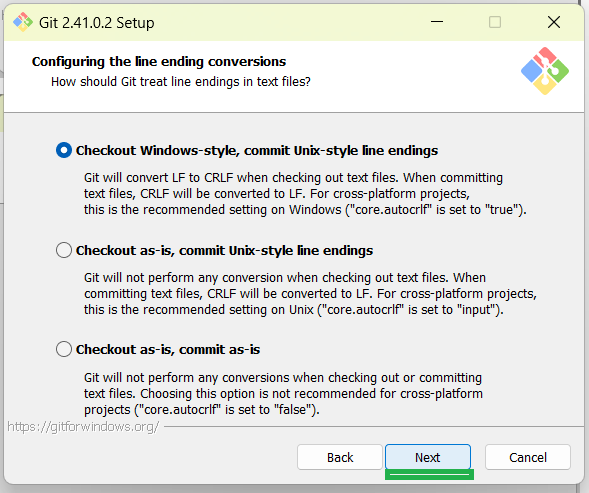 Git 2.41.0.2 Setup
Configuring the line ending conversions
How should Git treat line endings in text files?
Checkout Windows-style, commit Unix-style line endings
Git will convert LF to CRLF when checking out text files. When committing
text files, CRLF will be converted to LF. For cross-platform projects,
this is the recommended setting on Windows ("core.autocrlf" is set to "true").
Checkout as-is, commit Unix-style line endings
Git will not perform any conversion when checking out text files. When
committing text files, CRLF will be converted to LF. For cross-platform projects,
this is the recommended setting on Unix ("core.autocrlf" is set to "input").
Checkout as-is, commit as-is
Git will not perform any conversions when checking out or committing
text files. Choosing this option is not recommended for cross-platform
projects ("core.autocrlf" is set to "false").
https://gitforwindows.org/
Back Next Cancel